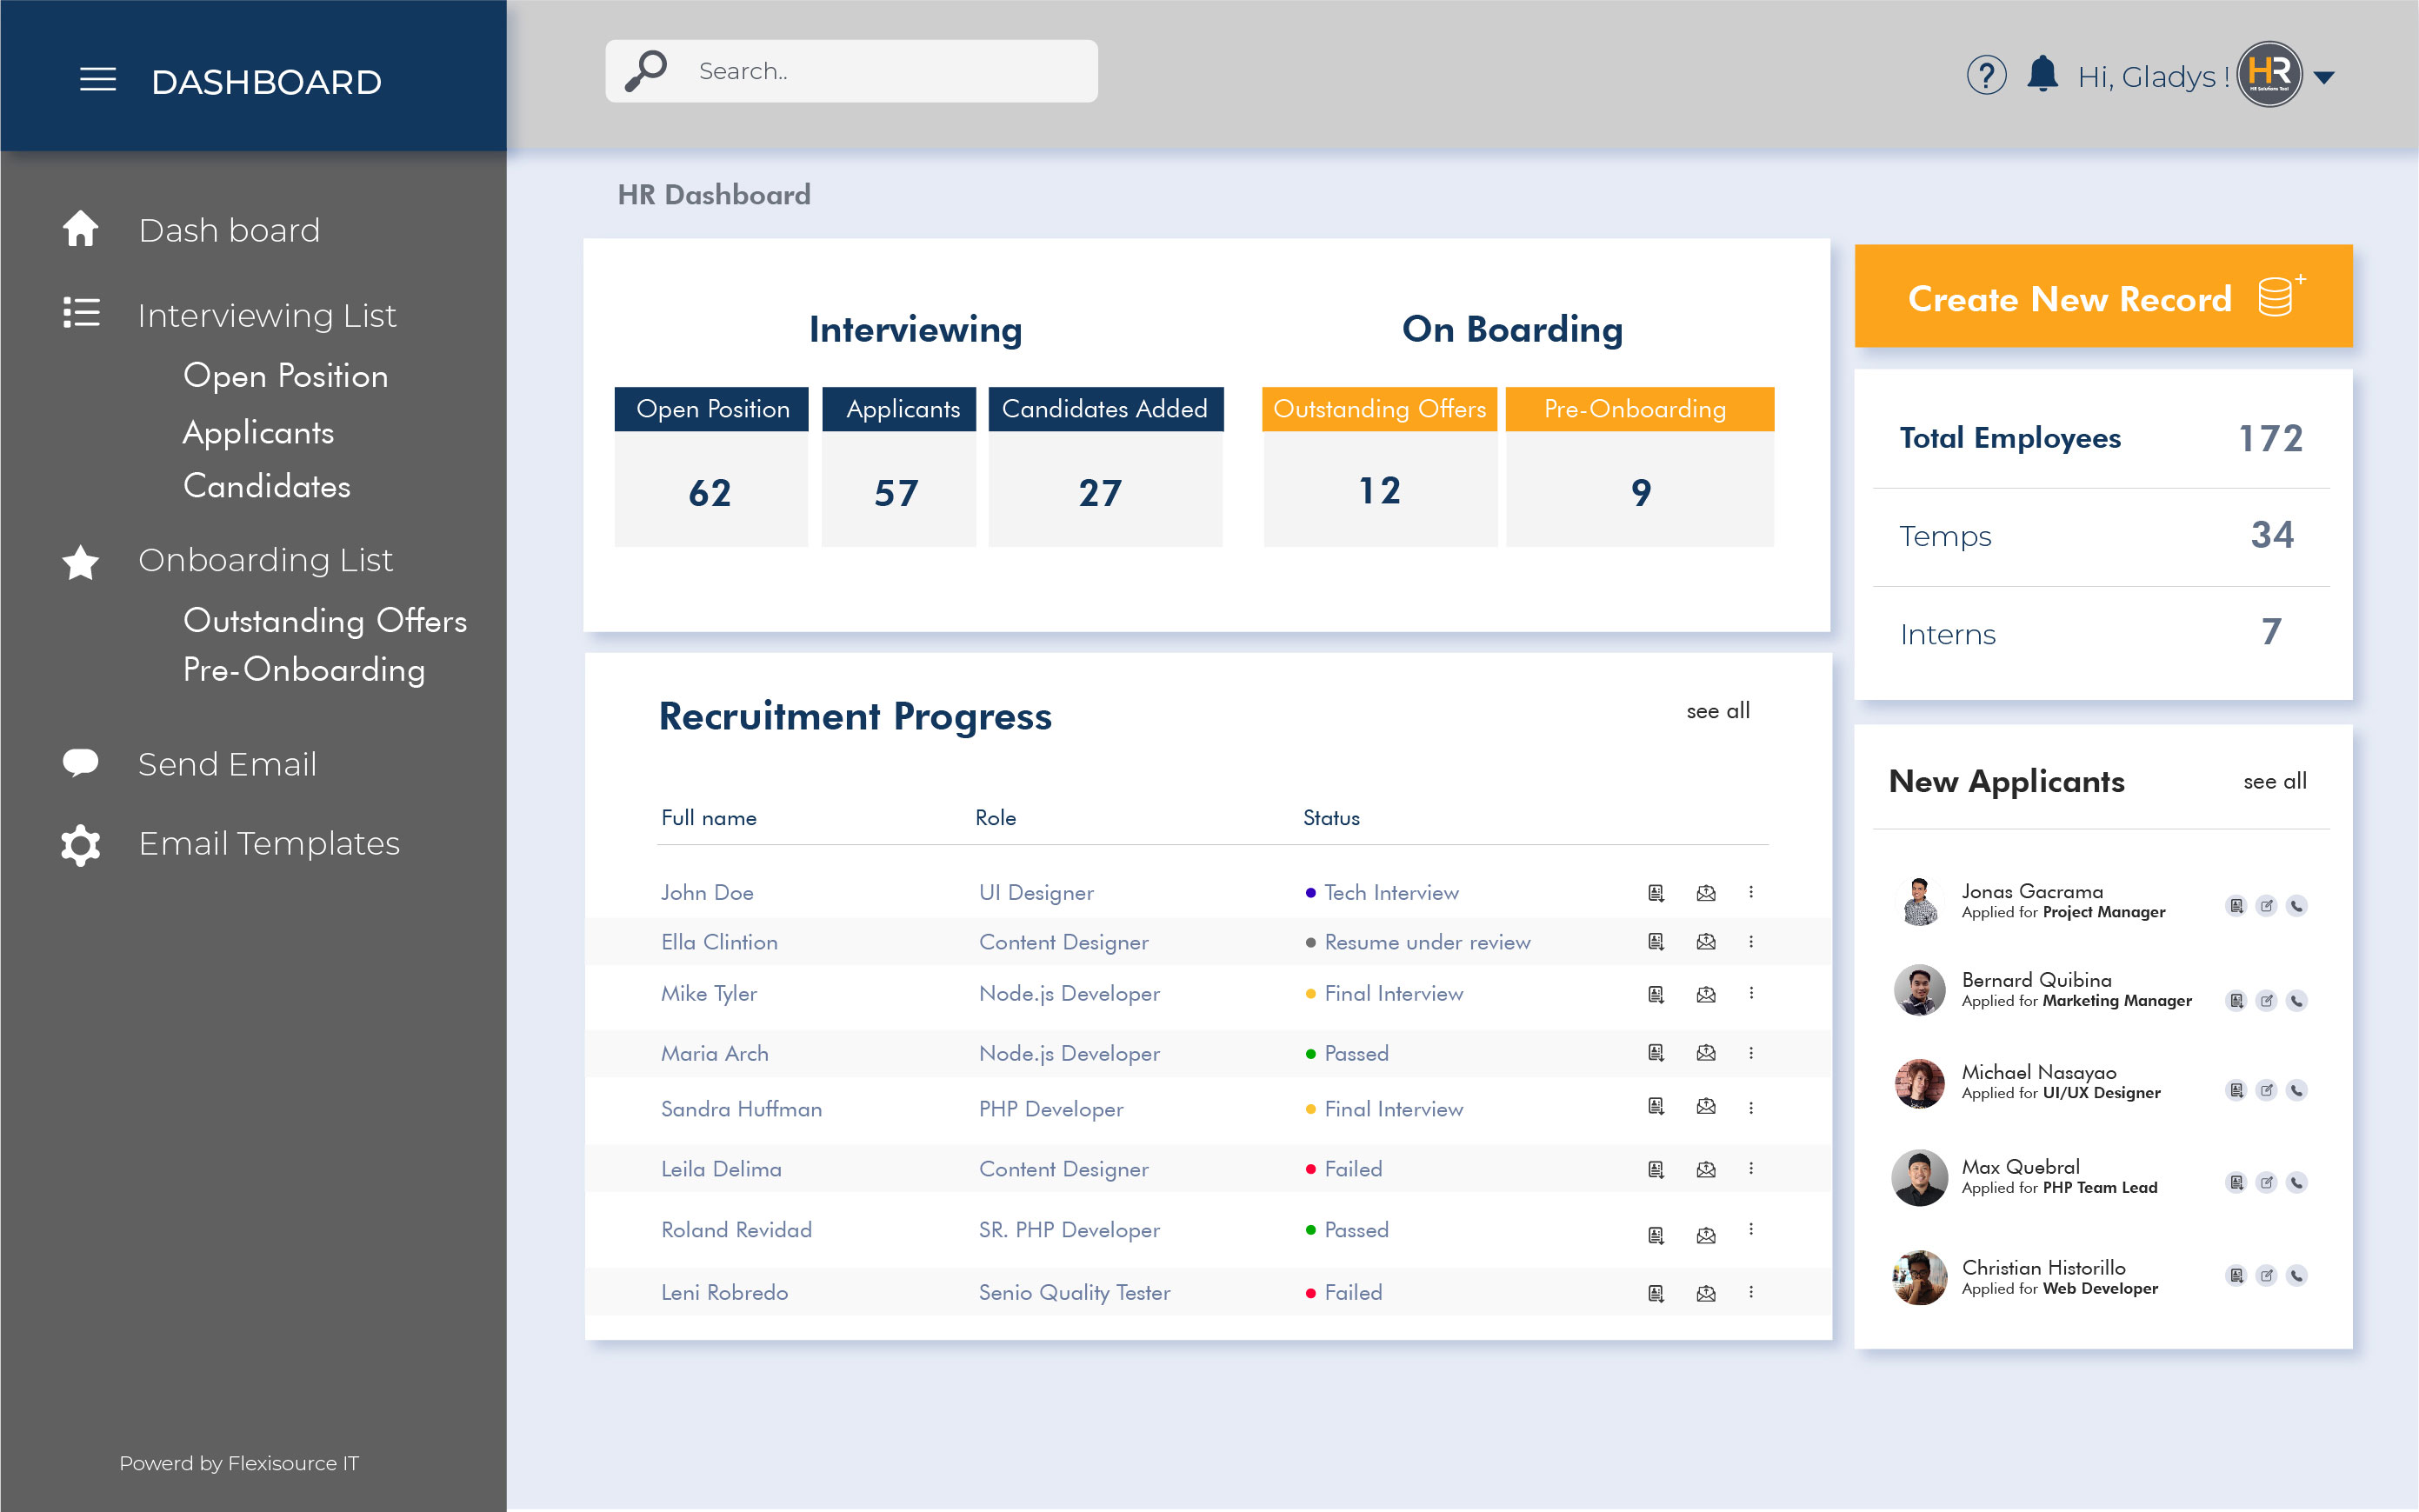 DASHBOARD
Search..
?
Hi, Gladys !
HR
HR Solutions Tool
Dash board
Interviewing List
Open Position
Applicants
Candidates
Onboarding List
Outstanding Offers
Pre-Onboarding
Send Email
Email Templates
Powerd by Flexisource IT
HR Dashboard
Interviewing
On Boarding
Open Position
Applicants
Candidates Added
Outstanding Offers
Pre-Onboarding
62
57
27
12
9
Create New Record
Total Employees 172
Temps 34
Interns 7
Recruitment Progress
see all
Full name Role Status
John Doe UI Designer Tech Interview
Ella Clintion Content Designer Resume under review
Mike Tyler Node.js Developer Final Interview
Maria Arch Node.js Developer Passed
Sandra Huffman PHP Developer Final Interview
Leila Delima Content Designer Failed
Roland Revidad SR. PHP Developer Passed
Leni Robredo Senio Quality Tester Failed
New Applicants see all
Jonas Gacrama
Applied for Project Manager
Bernard Quibina
Applied for Marketing Manager
Michael Nasayao
Applied for UI/UX Designer
Max Quebral
Applied for PHP Team Lead
Christian Historillo
Applied for Web Developer